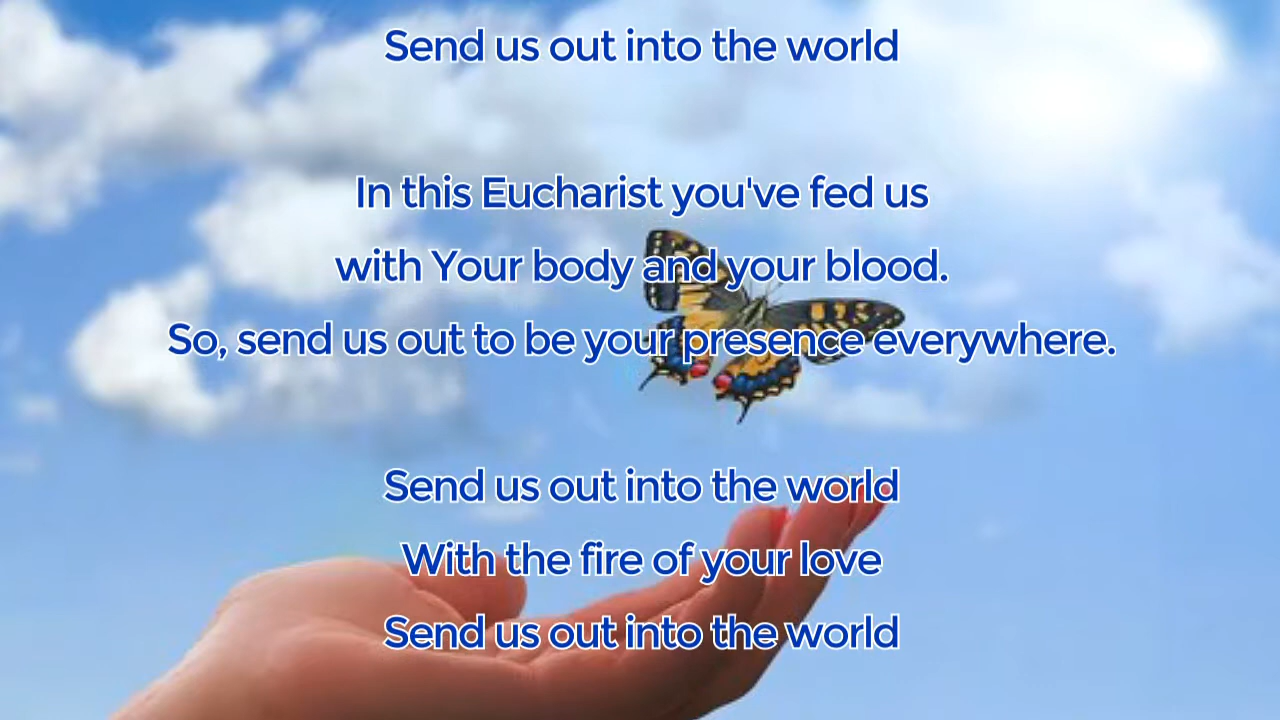 Send us out into the world
In this Eucharist you've fed us
with Your body and your blood.
So, send us out to be your presence everywhere.
Send us out into the world
With the fire of your love
Send us out into the world